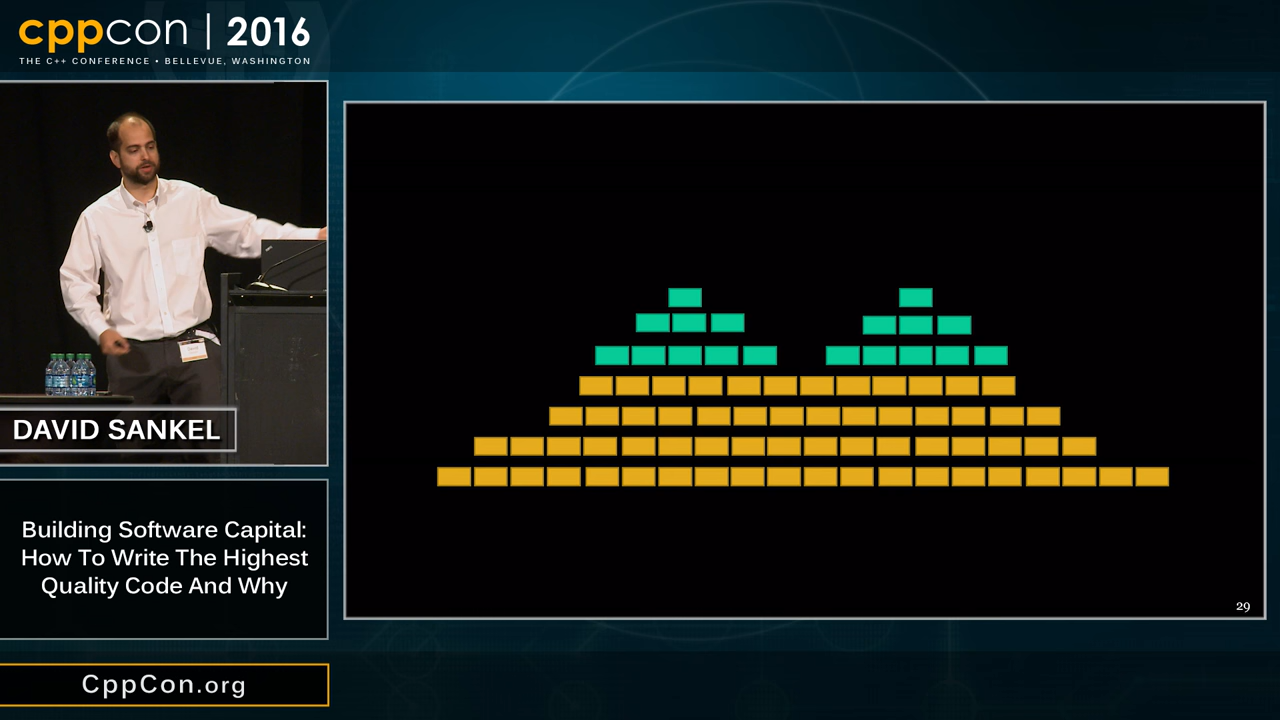 cppcon | 2016
THE C++ CONFERENCE • BELLEVUE, WASHINGTON
DAVID SANKEL
Building Software Capital:
How To Write The Highest
Quality Code And Why
CppCon.org
29